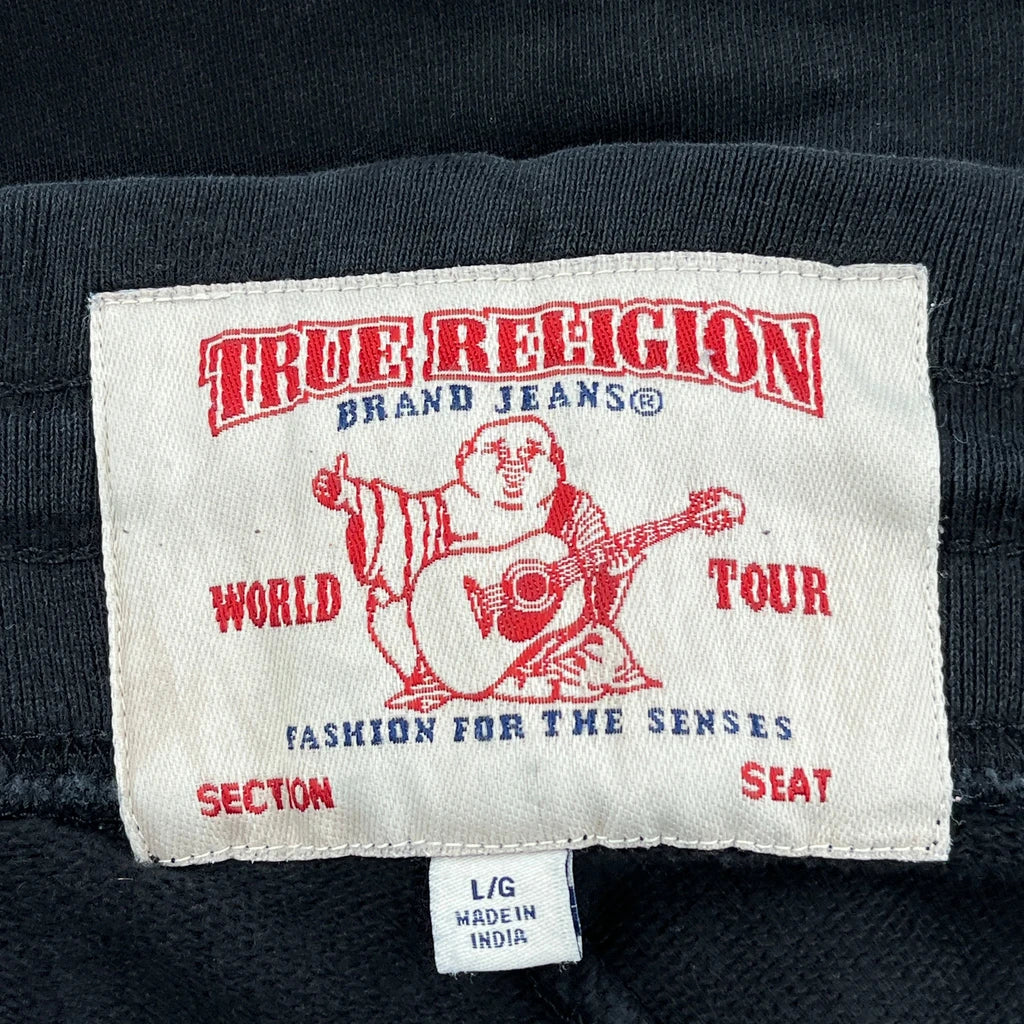 TRUE RELIGION
BRAND JEANS®
WORLD TOUR
FASHION FOR THE SENSES
SECTION SEAT
L/G
MADE IN
INDIA